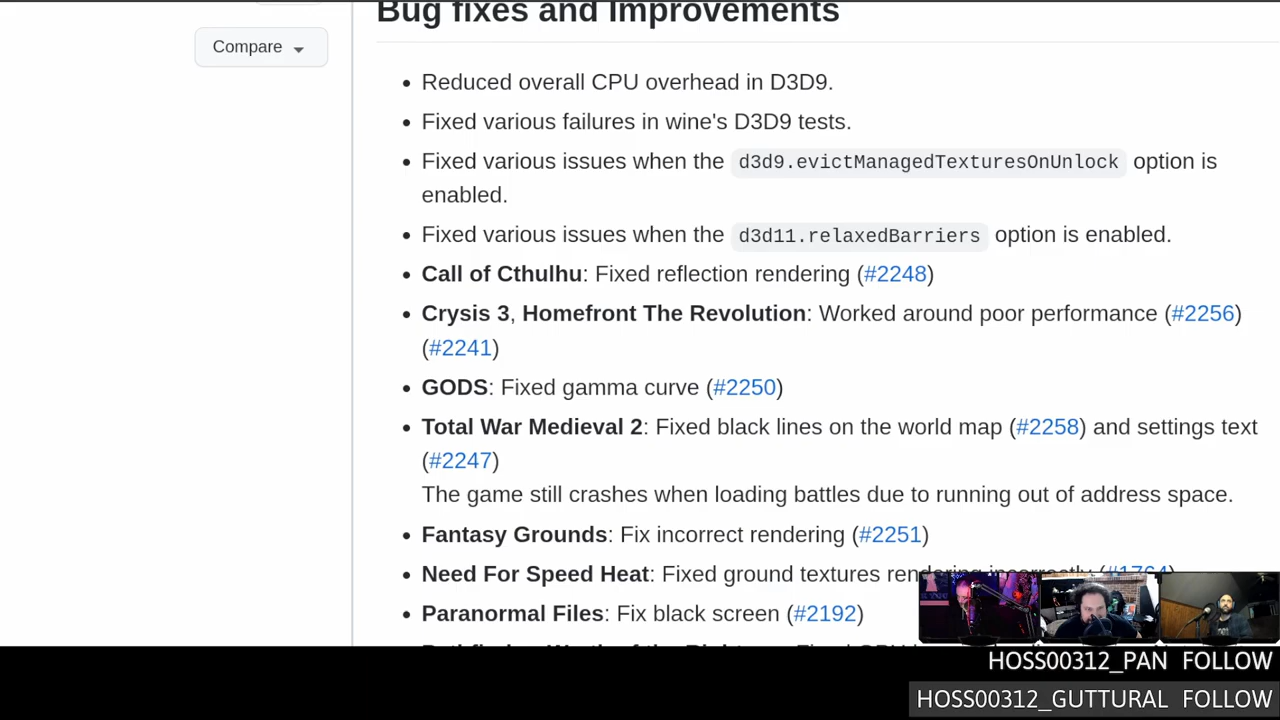 Bug fixes and Improvements
Compare
Reduced overall CPU overhead in D3D9.
Fixed various failures in wine's D3D9 tests.
Fixed various issues when the d3d9.evictManagedTexturesOnUnlock option is
enabled.
Fixed various issues when the d3d11.relaxedBarriers option is enabled.
Call of Cthulhu: Fixed reflection rendering (#2248)
Crysis 3, Homefront The Revolution: Worked around poor performance (#2256)
(#2241)
GODS: Fixed gamma curve (#2250)
Total War Medieval 2: Fixed black lines on the world map (#2258) and settings text
(#2247)
The game still crashes when loading battles due to running out of address space.
Fantasy Grounds: Fix incorrect rendering (#2251)
Need For Speed Heat: Fixed ground textures rendering incorrectly (#1764)
Paranormal Files: Fix black screen (#2192)
HOSS00312_PAN FOLLOW
HOSS00312_GUTTURAL FOLLOW